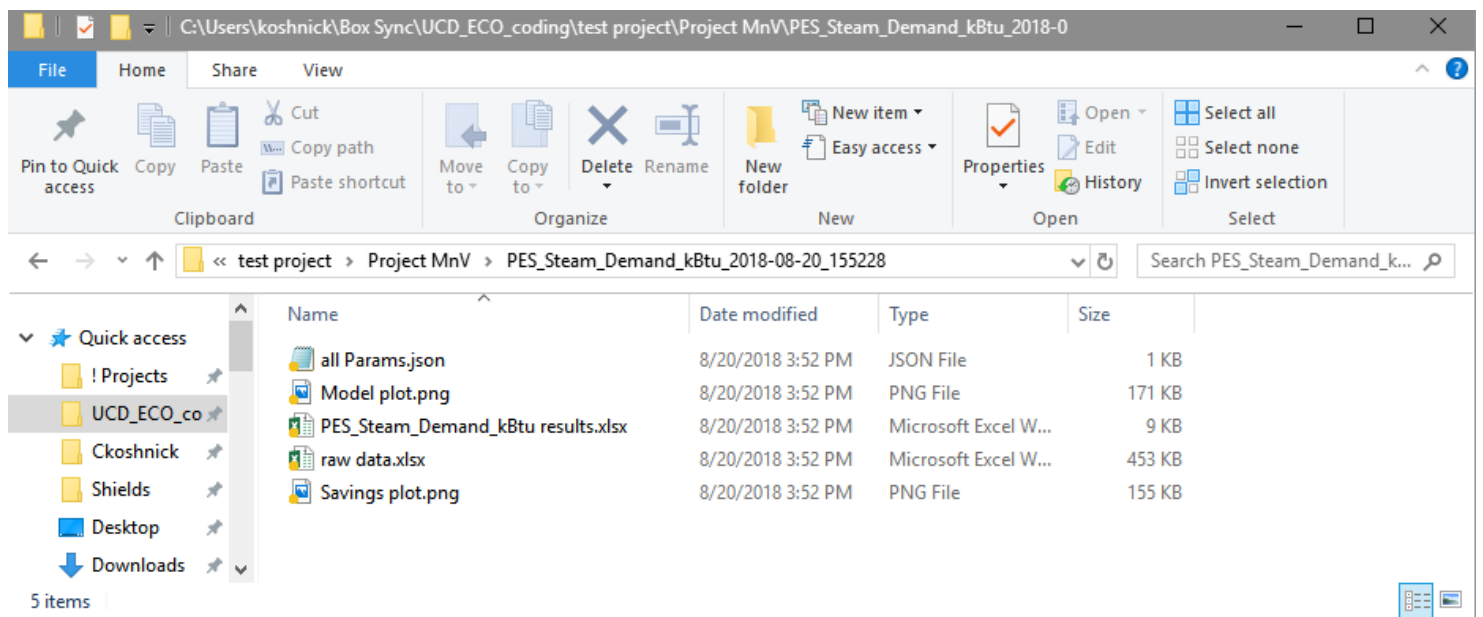 C:\Users\koshnick\Box Sync\UCD_ECO_coding\test project\Project MnV\PES_Steam_Demand_kBtu_2018-0
File Home Share View
Pin to Quick access
Copy
Paste
Cut
Copy path
Paste shortcut
Clipboard
Move to
Copy to
Delete
Rename
Organize
New folder
New item
Easy access
New
Properties
Open
Edit
History
Open
Select all
Select none
Invert selection
Select
« test project > Project MnV > PES_Steam_Demand_kBtu_2018-08-20_155228
Search PES_Steam_Demand_k...
Quick access
! Projects
UCD_ECO_co
Ckoshnick
Shields
Desktop
Downloads
Name Date modified Type Size
all Params.json 8/20/2018 3:52 PM JSON File 1 KB
Model plot.png 8/20/2018 3:52 PM PNG File 171 KB
PES_Steam_Demand_kBtu results.xlsx 8/20/2018 3:52 PM Microsoft Excel W... 9 KB
raw data.xlsx 8/20/2018 3:52 PM Microsoft Excel W... 453 KB
Savings plot.png 8/20/2018 3:52 PM PNG File 155 KB
5 items